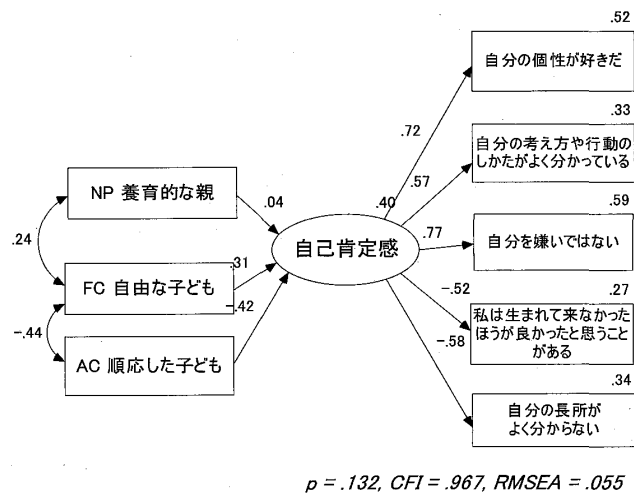 .52
自分の個性が好きだ
.72
.33
自分の考え方や行動の
しかたがよく分かっている
.57
NP 養育的な親
.04
.40
.59
.24
自己肯定感
.77
自分を嫌いではない
FC 自由な子ども
.31
-.42
-.52
.27
私は生まれて来なかった
ほうが良かったと思うこと
がある
-.44
-.58
AC 順応した子ども
.34
自分の長所が
よく分からない
p = .132, CFI = .967, RMSEA = .055